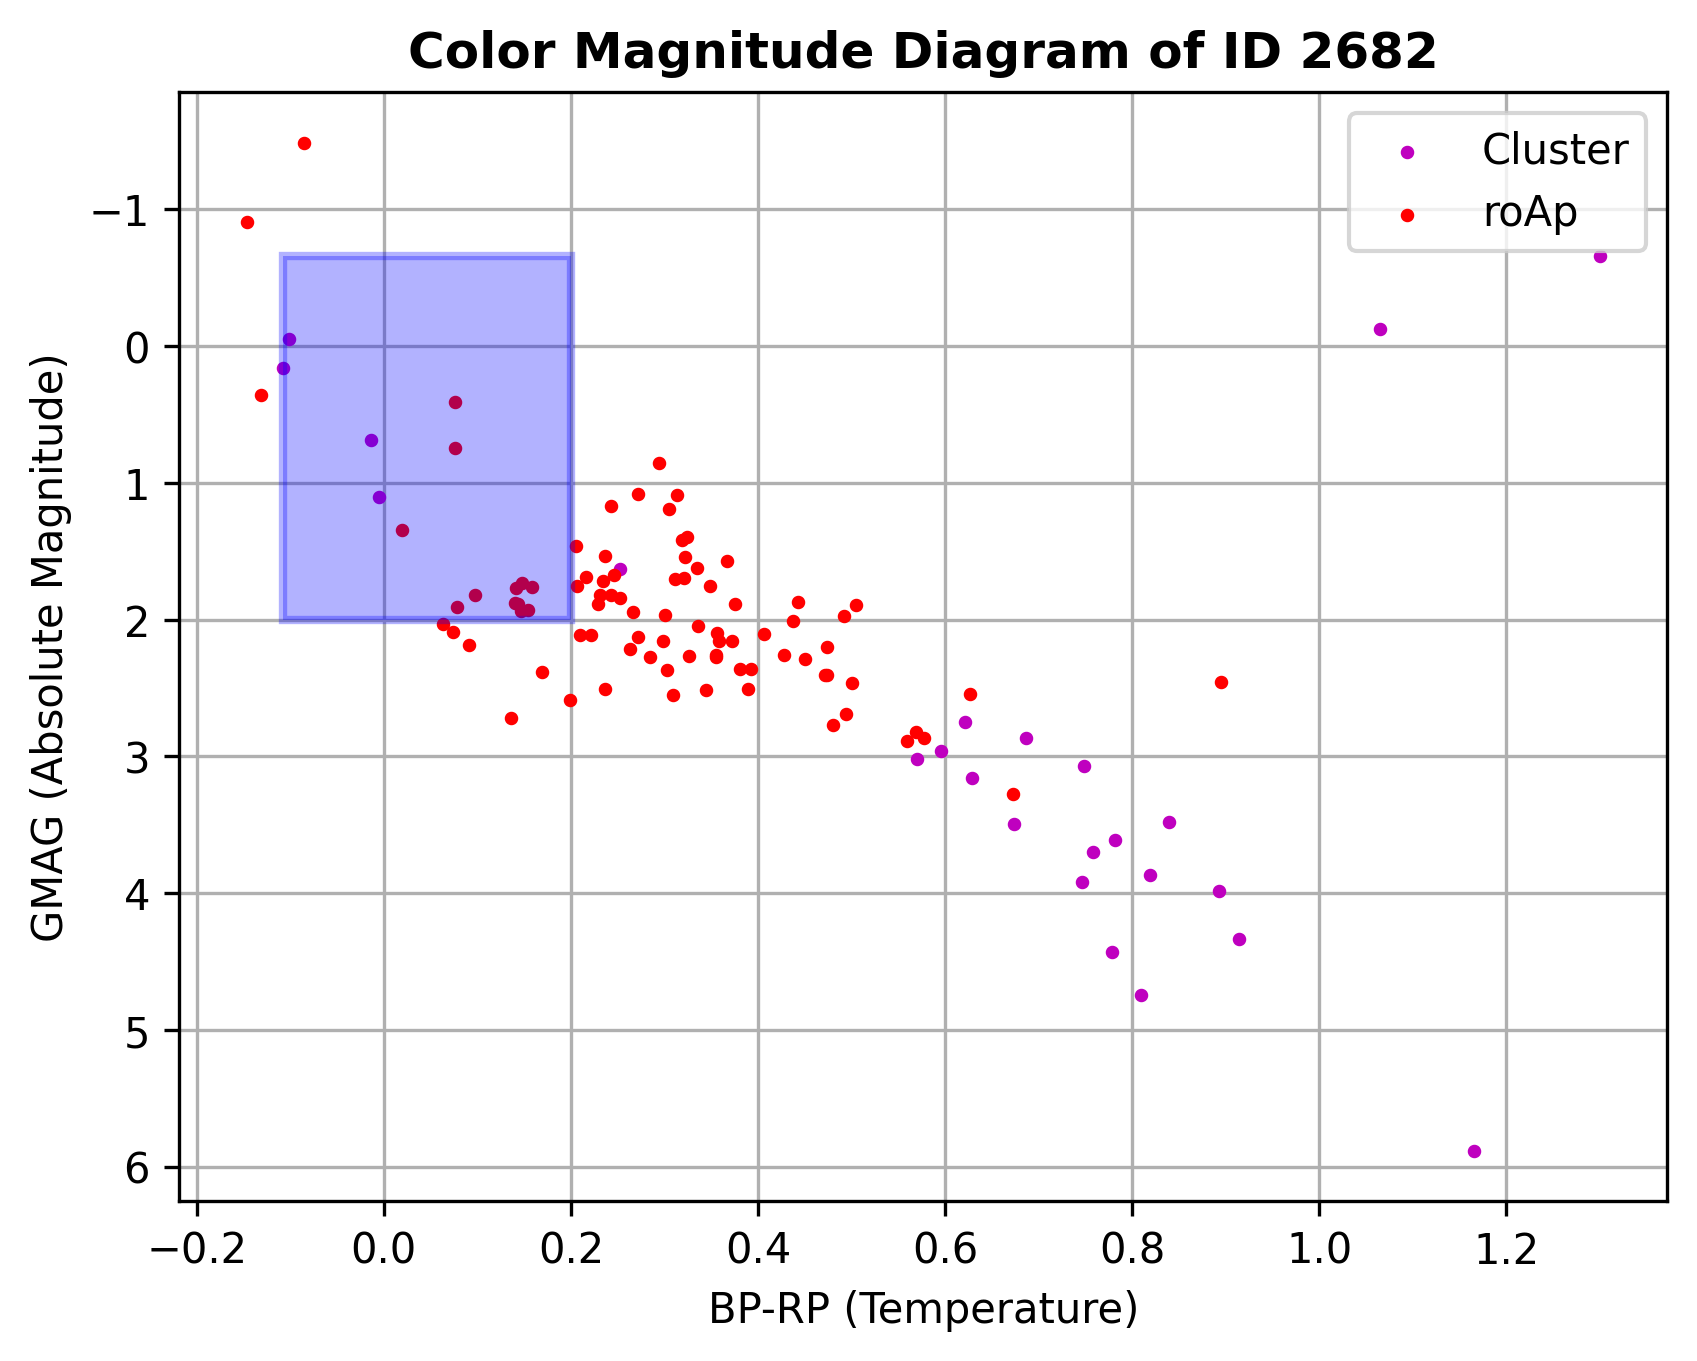 Color Magnitude Diagram of ID 2682
Cluster
roAp
GMAG (Absolute Magnitude)
−1
0
1
2
3
4
5
6
−0.2 0.0 0.2 0.4 0.6 0.8 1.0 1.2
BP-RP (Temperature)